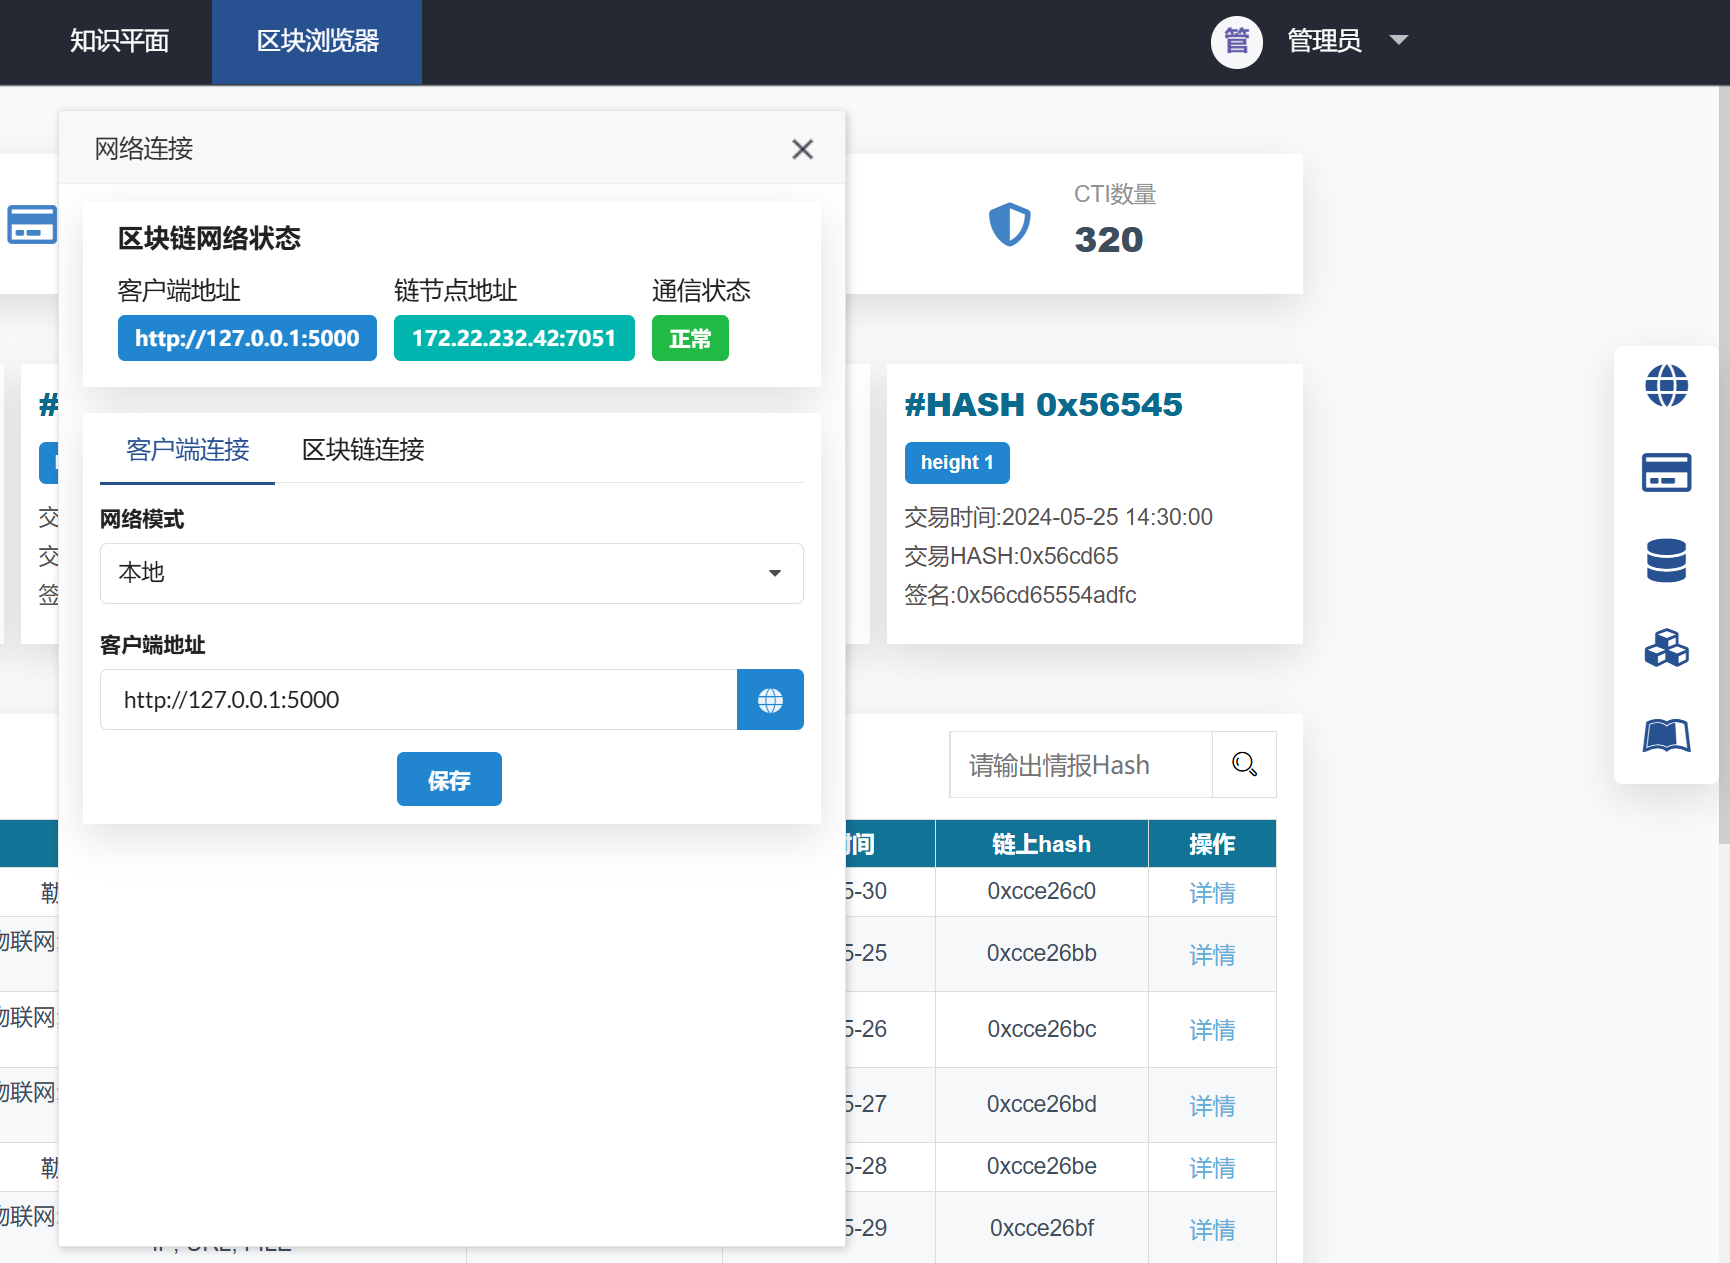 知识平面
区块浏览器
管
管理员
网络连接
区块链网络状态
客户端地址
链节点地址
通信状态
http://127.0.0.1:5000
172.22.232.42:7051
正常
客户端连接
区块链连接
网络模式
本地
客户端地址
http://127.0.0.1:5000
保存
CTI数量
320
#
#HASH 0x56545
height 1
交
交易时间:2024-05-25 14:30:00
交
交易HASH:0x56cd65
签
签名:0x56cd65554adfc
请输出情报Hash
时间
链上hash
操作
勒
5-30
0xcce26c0
详情
物联网;
5-25
0xcce26bb
详情
物联网;
5-26
0xcce26bc
详情
物联网;
5-27
0xcce26bd
详情
勒
5-28
0xcce26be
详情
物联网;
5-29
0xcce26bf
详情